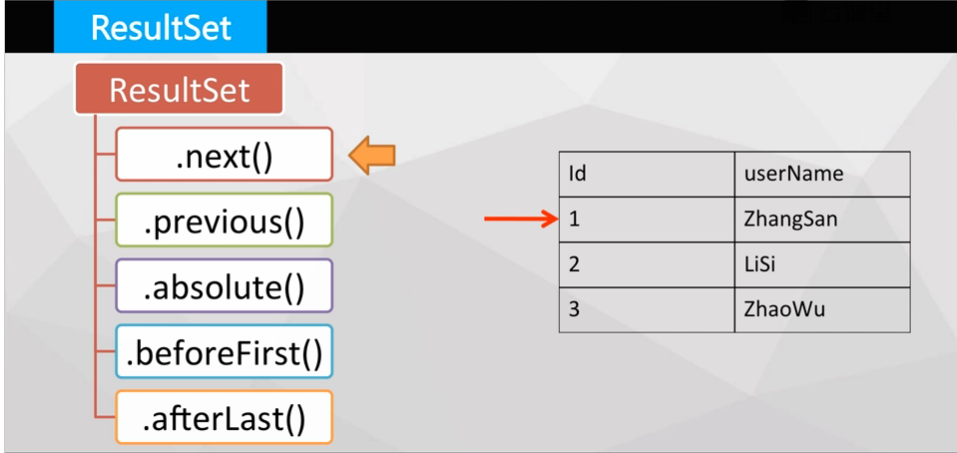 ResultSet
ResultSet
.next()
.previous()
.absolute()
.beforeFirst()
.afterLast()
Id userName
1 ZhangSan
2 LiSi
3 ZhaoWu